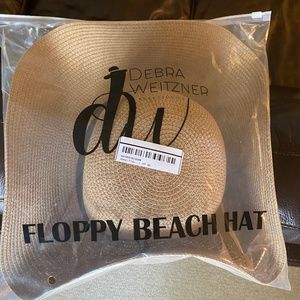 dw
DEBRA
WEITZNER
FLOPPY BEACH HAT